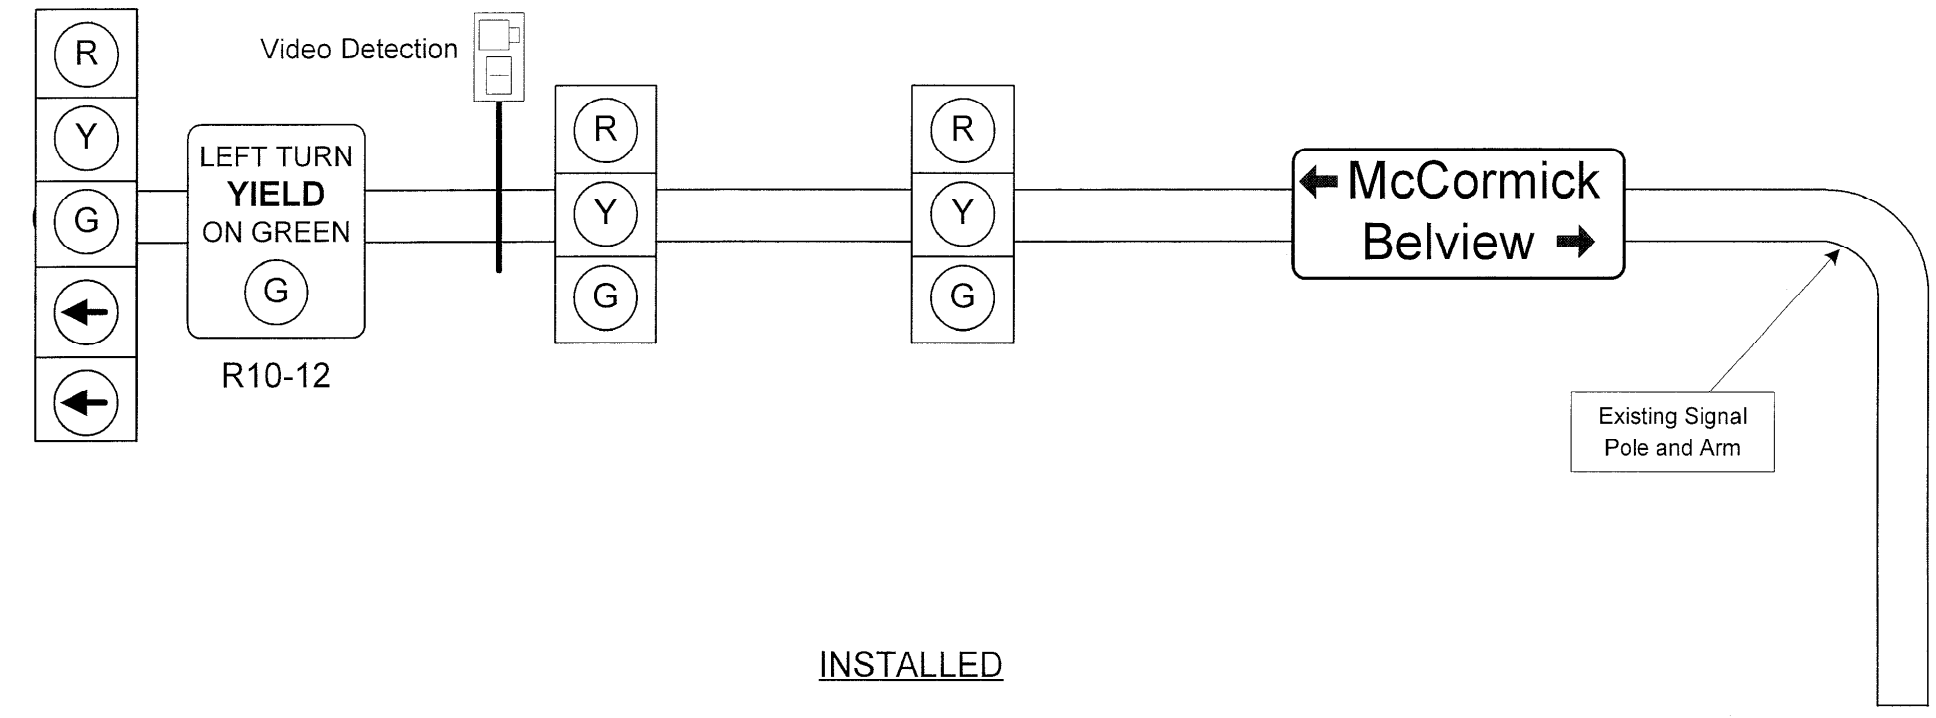 R
Y
G
Video Detection
LEFT TURN
YIELD
ON GREEN
G
R10-12
R
Y
G
R
Y
G
McCormick
Belview
Existing Signal
Pole and Arm
INSTALLED